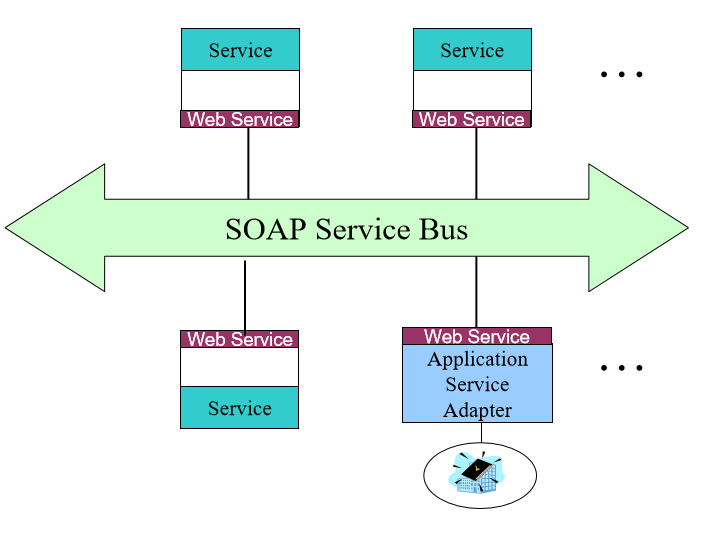 Service
Service
. . .
Web Service
Web Service
SOAP Service Bus
Web Service
Web Service
Application
Service
Adapter
. . .
Service